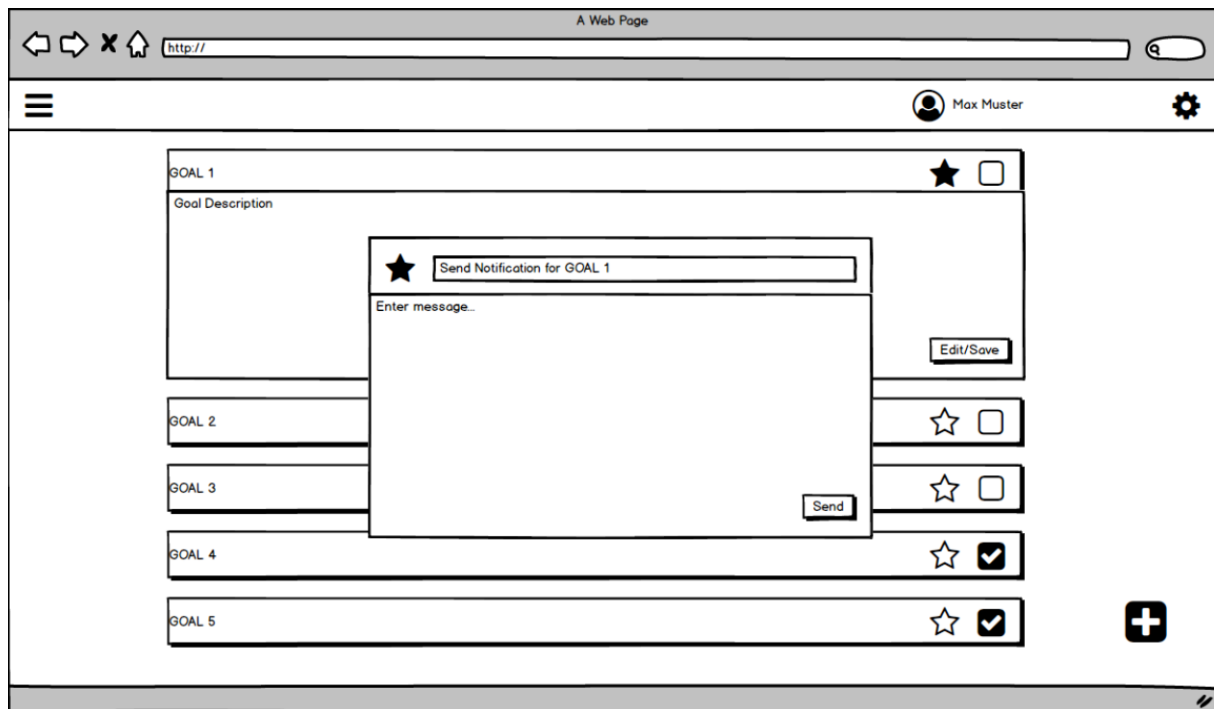 A Web Page
http://
Max Muster
GOAL 1
Goal Description
Send Notification for GOAL 1
Enter message...
Edit/Save
GOAL 2
GOAL 3
Send
GOAL 4
GOAL 5